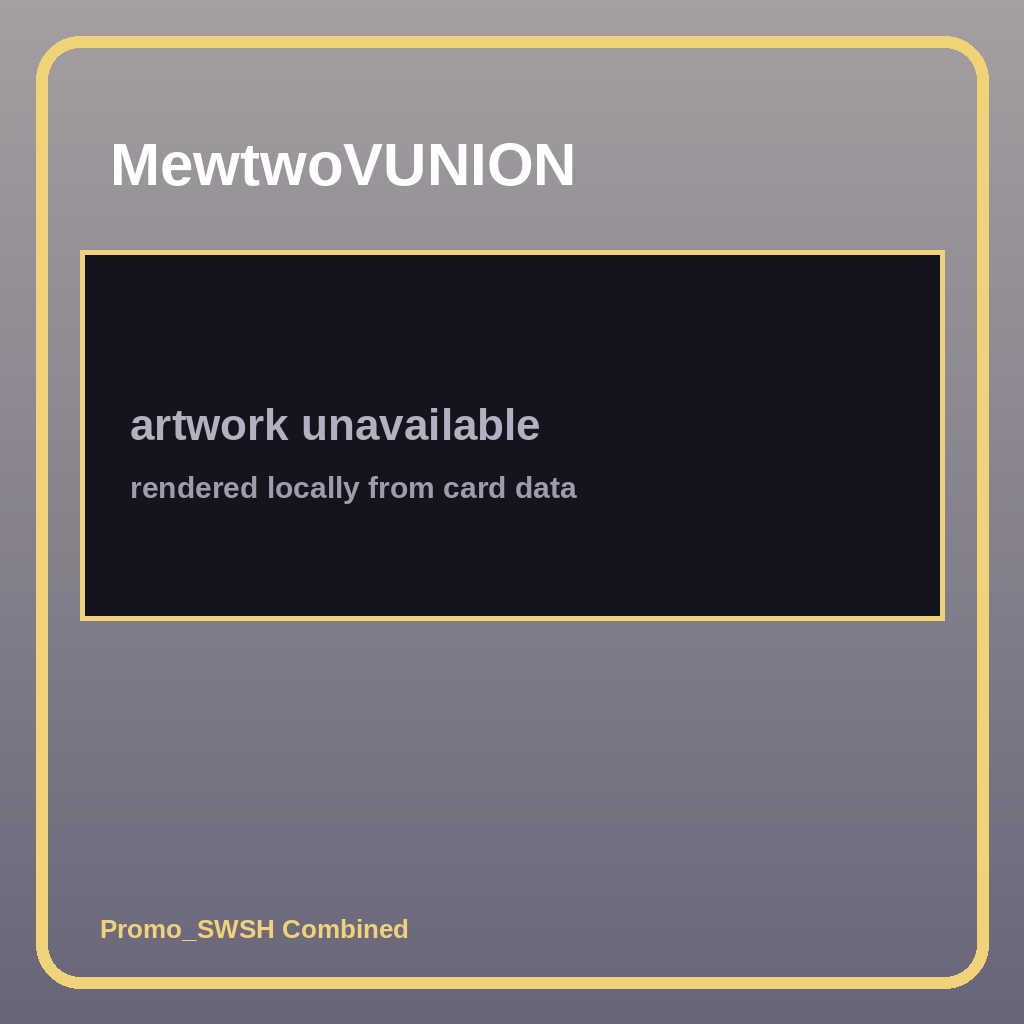 MewtwoVUNION
artwork unavailable
rendered locally from card data
Promo_SWSH Combined